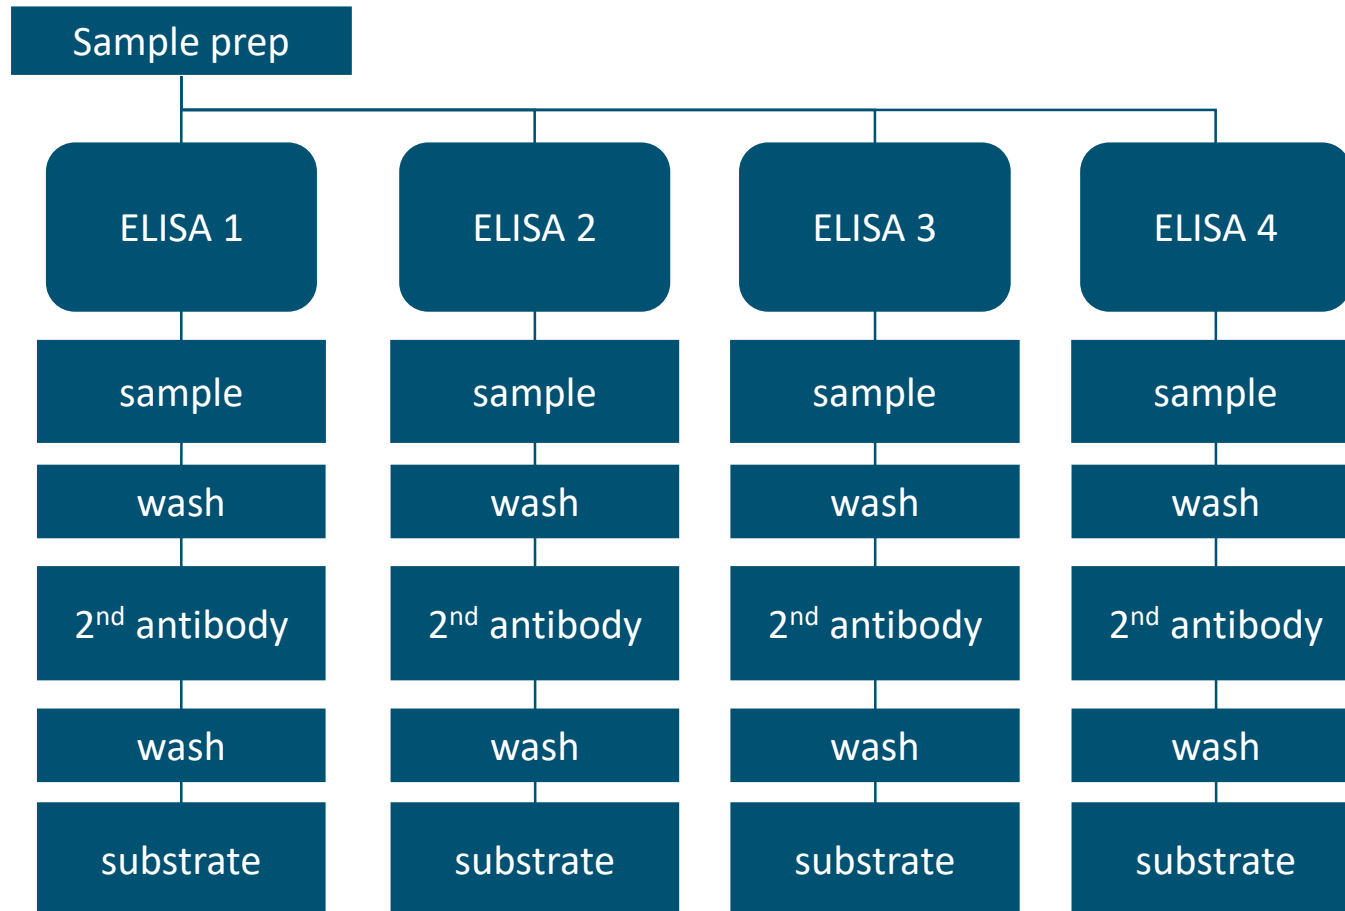 Sample prep
ELISA 1
ELISA 2
ELISA 3
ELISA 4
sample
sample
sample
sample
wash
wash
wash
wash
2nd antibody
2nd antibody
2nd antibody
2nd antibody
wash
wash
wash
wash
substrate
substrate
substrate
substrate